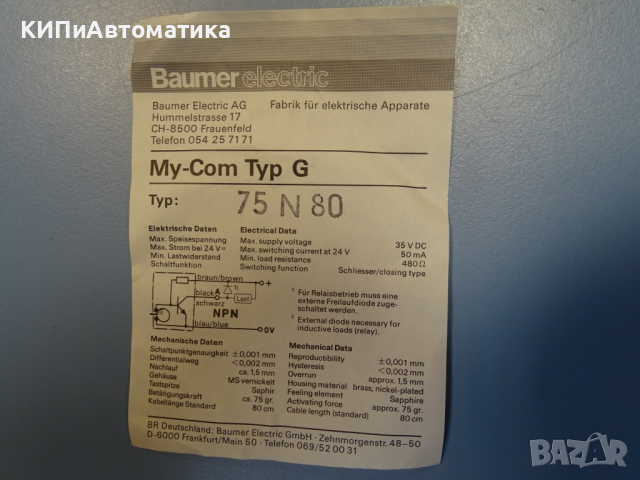 КИПиАвтоматика
Baumer electric
Baumer Electric AG Fabrik für elektrische Apparate
Hummelstrasse 17
CH-8500 Frauenfeld
Telefon 054 25 71 71
My-Com Typ G
Typ: 75 N 80
Elektrische Daten Electrical Data
Max. Speisespannung Max. supply voltage 35 V DC
Max. Strom bei 24 V= Max. switching current at 24 V 50 mA
Min. Lastwiderstand Min. load resistance 480 Ω
Schaltfunktion Switching function Schliesser/closing type
braun/brown +
black A 1) Last
schwarz
NPN
blau/blue 0V
¹ Für Relaisbetrieb muss eine
externe Freilaufdiode zuge-
schaltet werden.
¹ External diode necessary for
inductive loads (relay).
Mechanische Daten Mechanical Data
Schaltpunktgenauigkeit ±0,001 mm Reproductibility ±0,001 mm
Differentialweg <0,002 mm Hysteresis <0,002 mm
Nachlauf ca. 1,5 mm Overrun approx. 1,5 mm
Gehäuse MS vernickelt Housing material brass, nickel-plated
Tastspitze Saphir Feeling element Sapphire
Betätigungskraft ca. 75 gr. Activating force approx. 75 gr.
Kabellänge Standard 80 cm Cable length (standard) 80 cm
BR Deutschland: Baumer Electric GmbH · Zehnmorgenstr. 48-50
D-6000 Frankfurt/Main 50 · Telefon 069/52 00 31
BAZAR